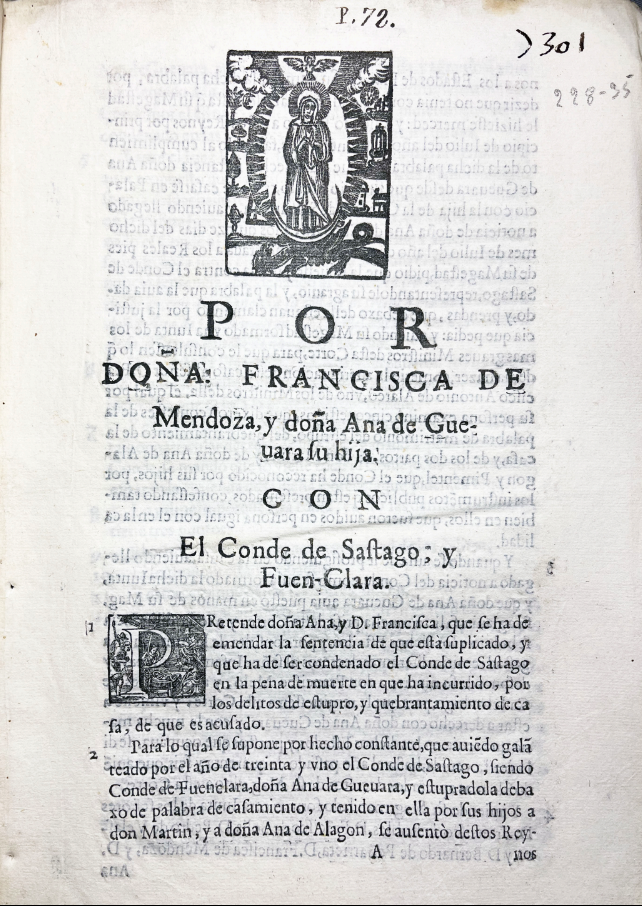 P.72.
301
228-35
P O R
DOÑA: FRANCISCA DE
Mendoza, y doña Ana de Gue-
uara su hija.
C O N
El Conde de Sastago; y
Fuen-Clara.
1 PRetende doña Ana, y D. Francisca, que se ha de
emendar la sentencia de que està suplicado, y
que ha de ser condenado el Conde de Sastago
en la pena de muerte en que ha incurrido, por
los delitos de estupro, y quebrantamiento de ca
sa, de que es acusado.
2 Para lo qual se supone por hecho constante, que auiẽdo galã
teado por el año de treinta y vno el Conde de Sastago, siendo
Conde de Fuenclara, doña Ana de Gueuara, y estupradola deba
xo de palabra de casamiento, y tenido en ella por sus hijos a
don Martin, y a doña Ana de Alagon, se ausentò destos Rey-
A nos